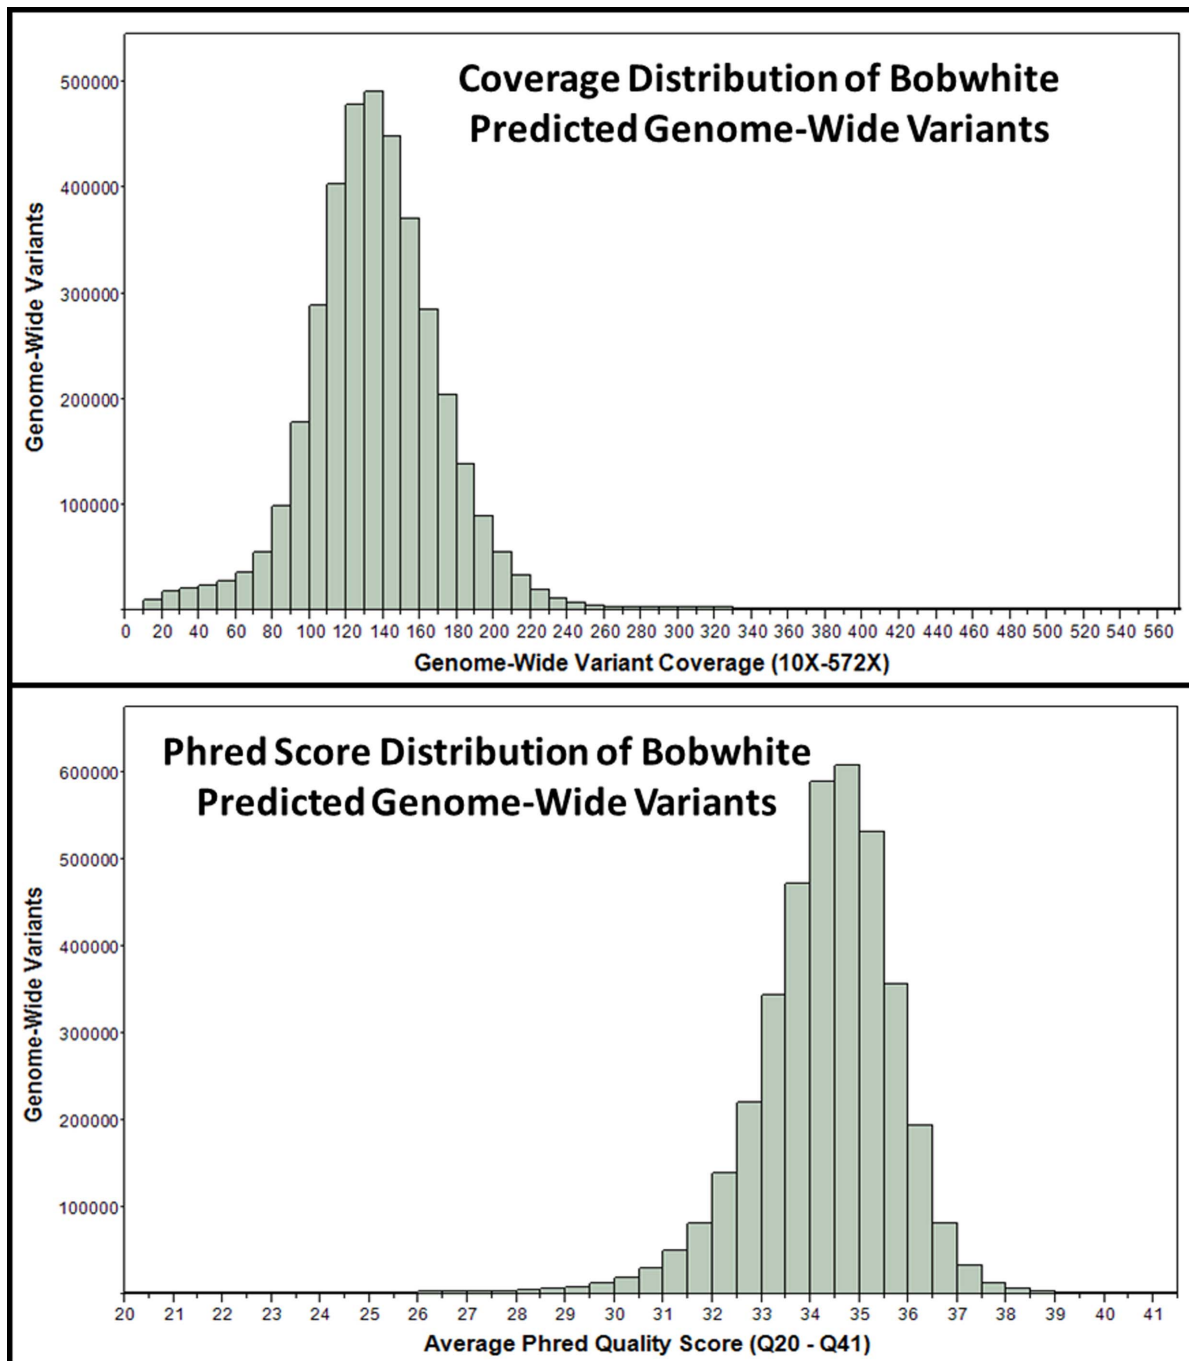 Coverage Distribution of Bobwhite
Predicted Genome-Wide Variants
Genome-Wide Variants
500000
400000
300000
200000
100000
0 20 40 60 80 100 120 140 160 180 200 220 240 260 280 300 320 340 360 380 400 420 440 460 480 500 520 540 560
Genome-Wide Variant Coverage (10X-572X)
Phred Score Distribution of Bobwhite
Predicted Genome-Wide Variants
Genome-Wide Variants
600000
500000
400000
300000
200000
100000
20 21 22 23 24 25 26 27 28 29 30 31 32 33 34 35 36 37 38 39 40 41
Average Phred Quality Score (Q20 - Q41)